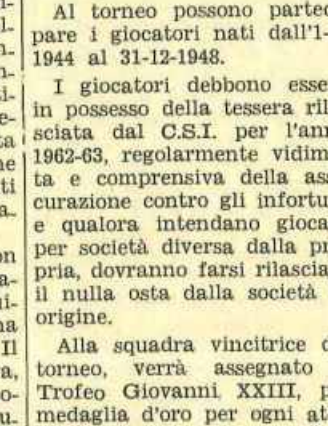 Al torneo possono partec
pare i giocatori nati dall'1-
1944 al 31-12-1948.
I giocatori debbono esse
in possesso della tessera ril
sciata dal C.S.I. per l'ann
1962-63, regolarmente vidim
ta e comprensiva della ass
curazione contro gli infortu
e qualora intendano gioca
per società diversa dalla pr
pria, dovranno farsi rilascia
il nulla osta dalla società
origine.
Alla squadra vincitrice d
torneo, verrà assegnato
Trofeo Giovanni XXIII, p
medaglia d'oro per ogni at